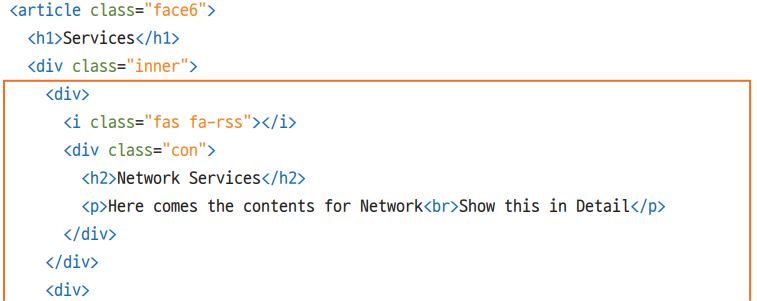 <article class="face6">
<h1>Services</h1>
<div class="inner">
<div>
<i class="fas fa-rss"></i>
<div class="con">
<h2>Network Services</h2>
<p>Here comes the contents for Network<br>Show this in Detail</p>
</div>
</div>
<div>